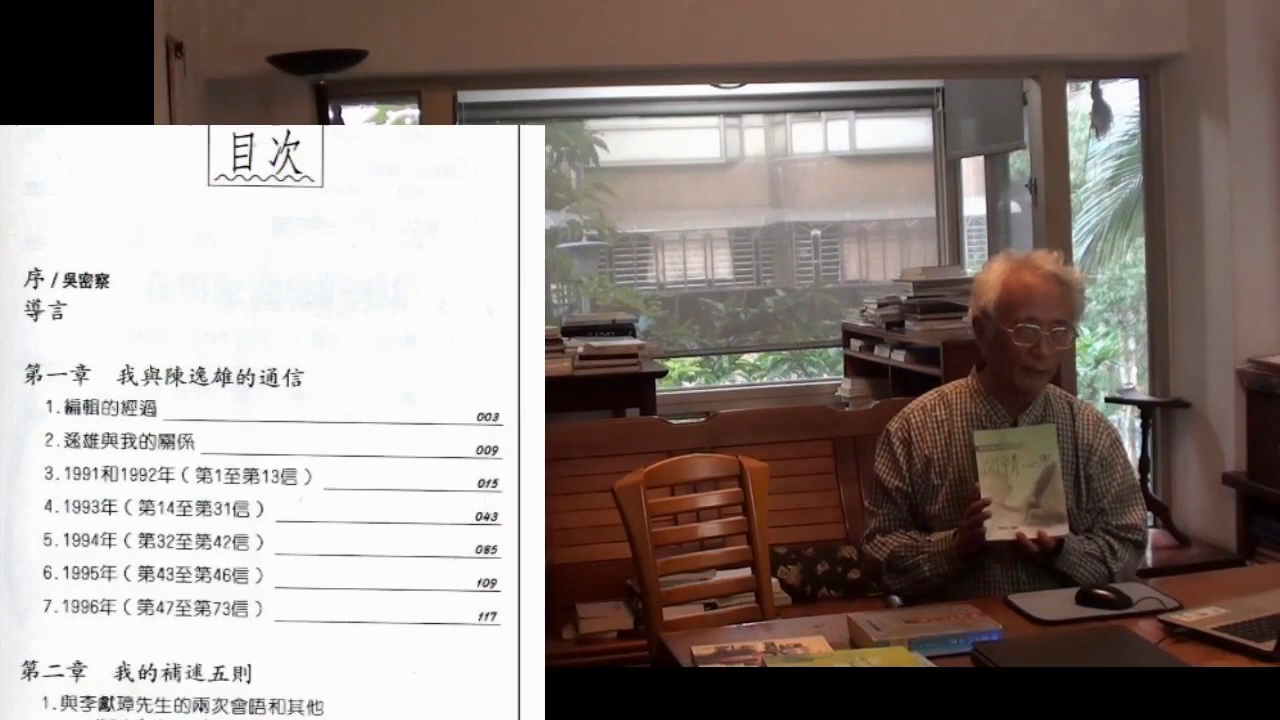 目次
序 / 吳密察
導言
第一章 我與陳逸雄的通信
1.編輯的經過 003
2.逸雄與我的關係 009
3.1991和1992年(第1至第13信) 015
4.1993年(第14至第31信) 043
5.1994年(第32至第42信) 085
6.1995年(第43至第46信) 109
7.1996年(第47至第73信) 117
第二章 我的補述五則
1.與李獻璋先生的兩次會晤和其他